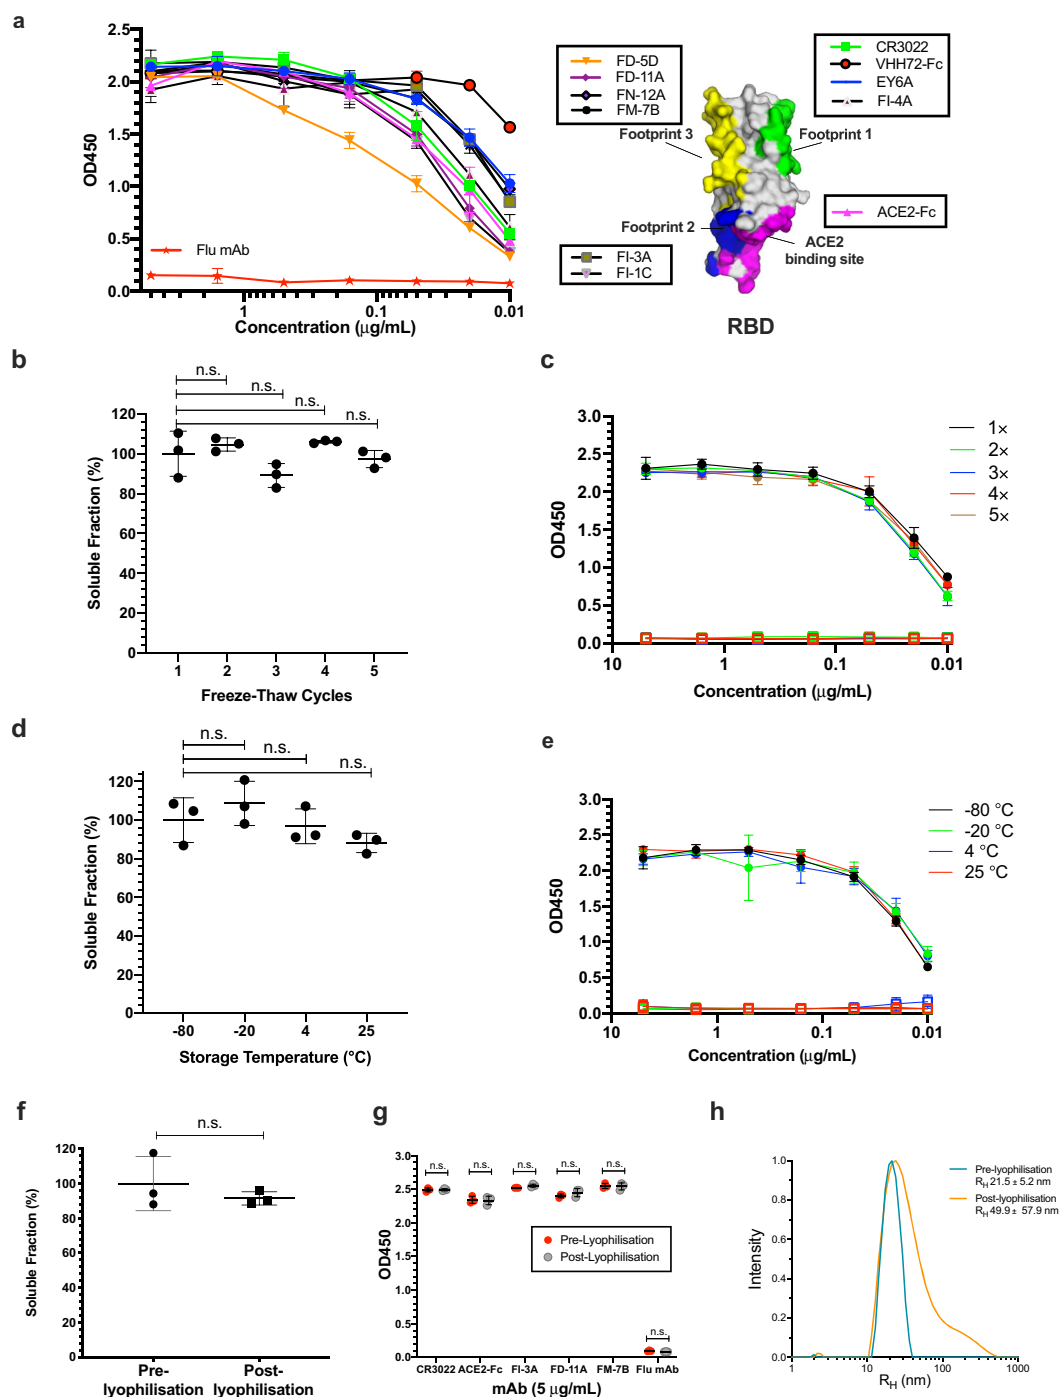 a
2.5
2.0
1.5
1.0
0.5
0.0
OD450
Flu mAb
1
0.1
0.01
Concentration (μg/mL)
FD-5D
FD-11A
FN-12A
FM-7B
CR3022
VHH72-Fc
EY6A
FI-4A
Footprint 3
Footprint 1
Footprint 2
ACE2
binding site
ACE2-Fc
FI-3A
FI-1C
RBD
b
n.s.
n.s.
n.s.
n.s.
120
100
80
60
40
20
0
Soluble Fraction (%)
1 2 3 4 5
Freeze-Thaw Cycles
c
3.0
2.5
2.0
1.5
1.0
0.5
0.0
OD450
10 1 0.1 0.01
Concentration (μg/mL)
1×
2×
3×
4×
5×
d
n.s.
n.s.
n.s.
120
100
80
60
40
20
0
Soluble Fraction (%)
-80 -20 4 25
Storage Temperature (°C)
e
3.0
2.5
2.0
1.5
1.0
0.5
0.0
OD450
10 1 0.1 0.01
Concentration (μg/mL)
-80 °C
-20 °C
4 °C
25 °C
f
n.s.
120
100
80
60
40
20
0
Soluble Fraction (%)
Pre-
lyophilisation
Post-
lyophilisation
g
3.0
2.5
2.0
1.5
1.0
0.5
0.0
OD450
n.s. n.s. n.s. n.s. n.s.
Pre-Lyophilisation
Post-Lyophilisation
n.s.
CR3022 ACE2-Fc FI-3A FD-11A FM-7B Flu mAb
mAb (5 μg/mL)
h
1.0
0.8
0.6
0.4
0.2
0.0
Intensity
1 10 100 1000
RH (nm)
Pre-lyophilisation
RH 21.5 ± 5.2 nm
Post-lyophilisation
RH 49.9 ± 57.9 nm